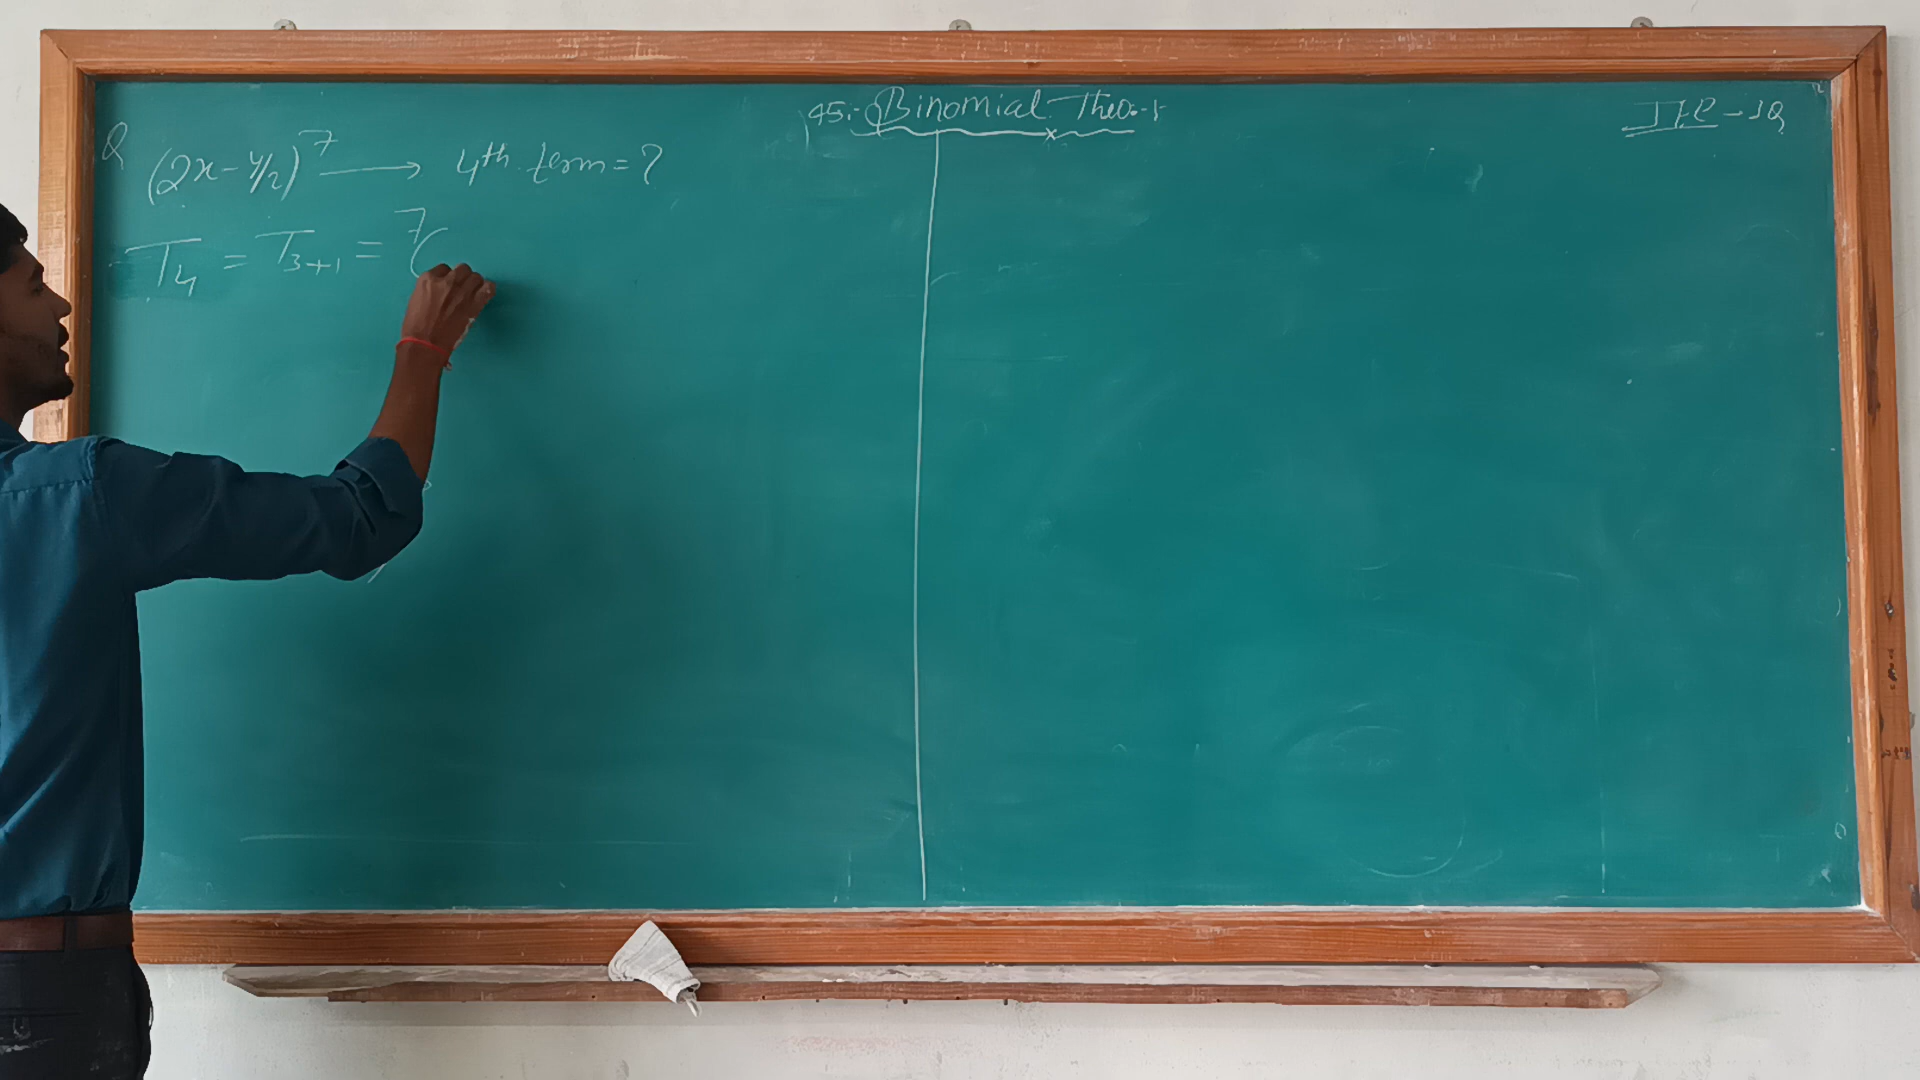 45:- Binomial Theo
Q (2x - y/2)^7 ⟶ 4th term = ?
T4 = T3+1 = 7C